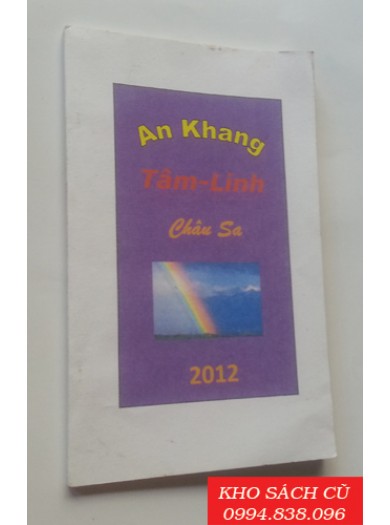 An Khang
Tâm-Linh
Châu Sa
2012
KHO SÁCH CŨ
0994.838.096